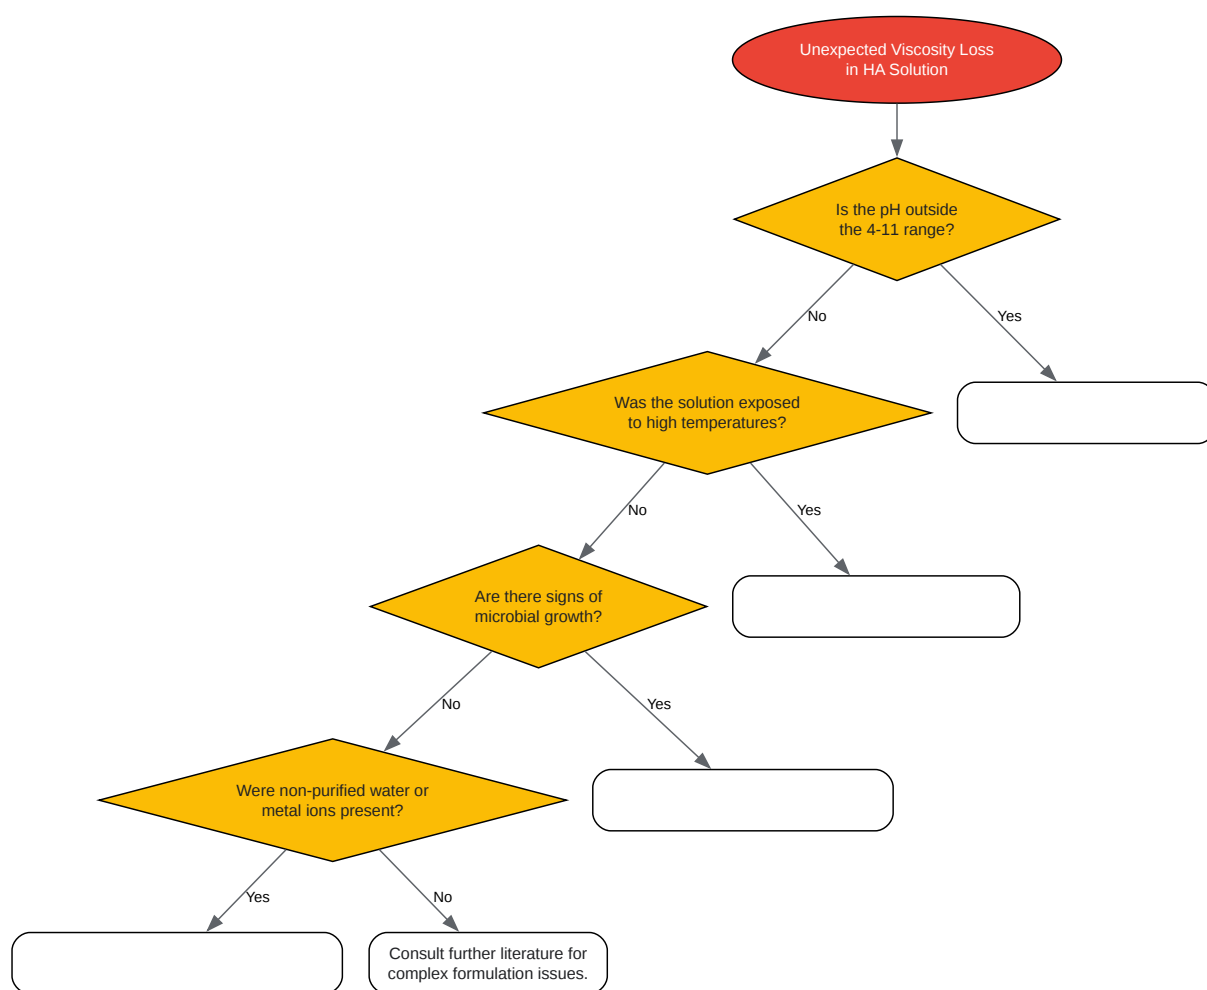 Unexpected Viscosity Loss
in HA Solution
Is the pH outside
the 4-11 range?
No
Yes
Was the solution exposed
to high temperatures?
No
Yes
Are there signs of
microbial growth?
No
Yes
Were non-purified water or
metal ions present?
Yes
No
Consult further literature for
complex formulation issues.